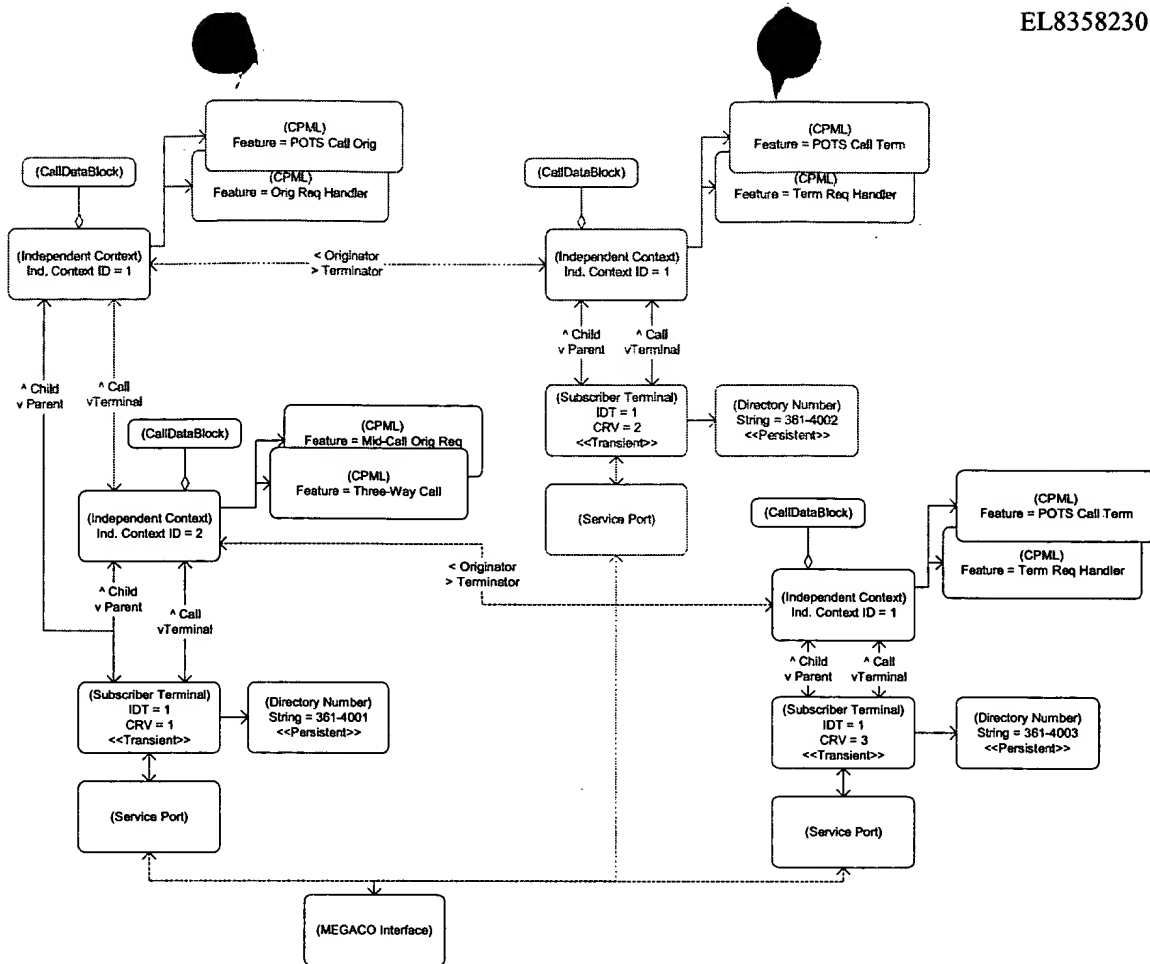 EL8358230
(CPML)
Feature = POTS Call Orig
(CPML)
Feature = Orig Req Handler
(CallDataBlock)
(Independent Context)
Ind. Context ID = 1
< Originator
> Terminator
(CPML)
Feature = POTS Call Term
(CPML)
Feature = Term Req Handler
(CallDataBlock)
(Independent Context)
Ind. Context ID = 1
^ Child
v Parent
^ Call
vTerminal
^ Child
v Parent
^ Call
vTerminal
(Subscriber Terminal)
IDT = 1
CRV = 2
<<Transient>>
(Directory Number)
String = 361-4002
<<Persistent>>
(Service Port)
(CallDataBlock)
(CPML)
Feature = Mid-Call Orig Req
(CPML)
Feature = Three-Way Call
(Independent Context)
Ind. Context ID = 2
< Originator
> Terminator
(CallDataBlock)
(CPML)
Feature = POTS Call Term
(CPML)
Feature = Term Req Handler
(Independent Context)
Ind. Context ID = 1
^ Child
v Parent
^ Call
vTerminal
^ Child
v Parent
^ Call
vTerminal
(Subscriber Terminal)
IDT = 1
CRV = 1
<<Transient>>
(Directory Number)
String = 361-4001
<<Persistent>>
(Subscriber Terminal)
IDT = 1
CRV = 3
<<Transient>>
(Directory Number)
String = 361-4003
<<Persistent>>
(Service Port)
(Service Port)
(MEGACO Interface)